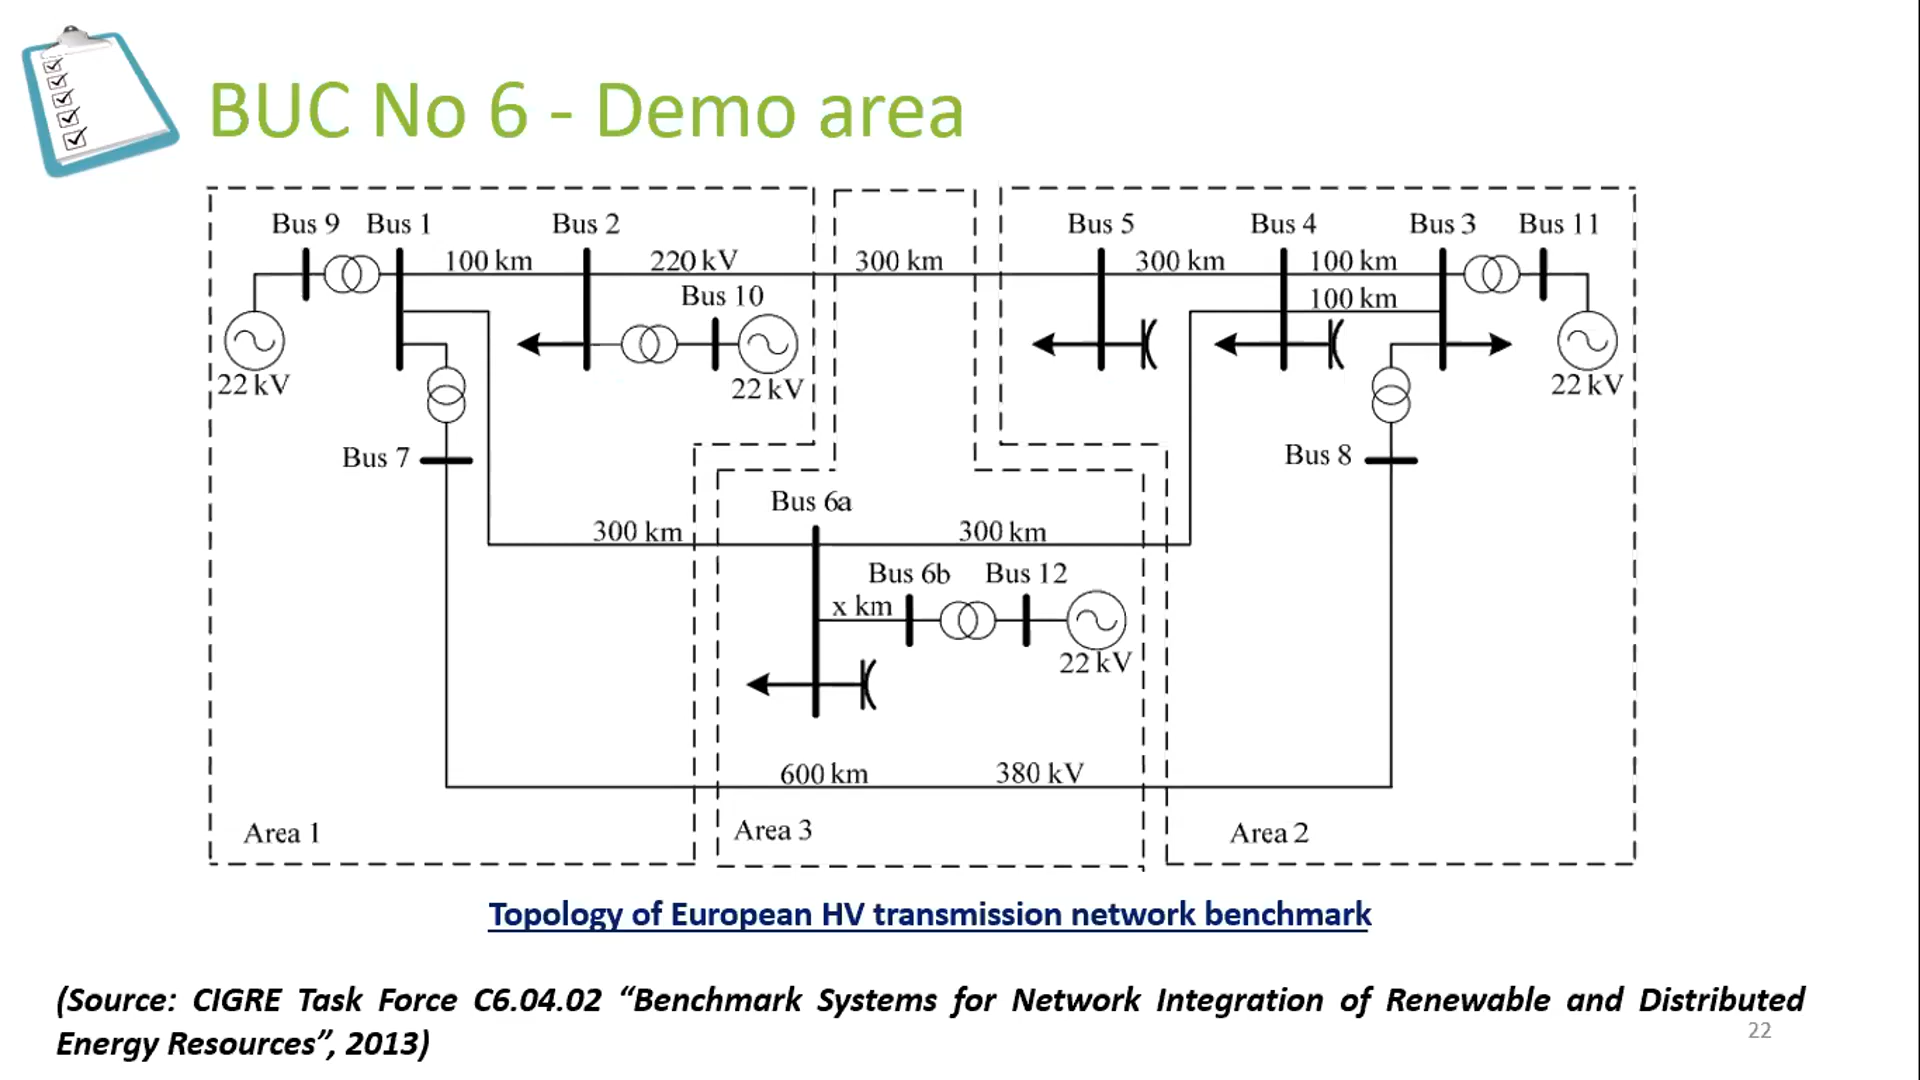 BUC No 6 - Demo area
Bus 9 Bus 1 Bus 2 Bus 5 Bus 4 Bus 3 Bus 11
100 km 220 kV 300 km 300 km 100 km
Bus 10 100 km
22 kV 22 kV 22 kV
Bus 7 Bus 8
Bus 6a
300 km 300 km
Bus 6b Bus 12
x km
22 kV
600 km 380 kV
Area 1 Area 3 Area 2
Topology of European HV transmission network benchmark
(Source: CIGRE Task Force C6.04.02 “Benchmark Systems for Network Integration of Renewable and Distributed
Energy Resources”, 2013)
22